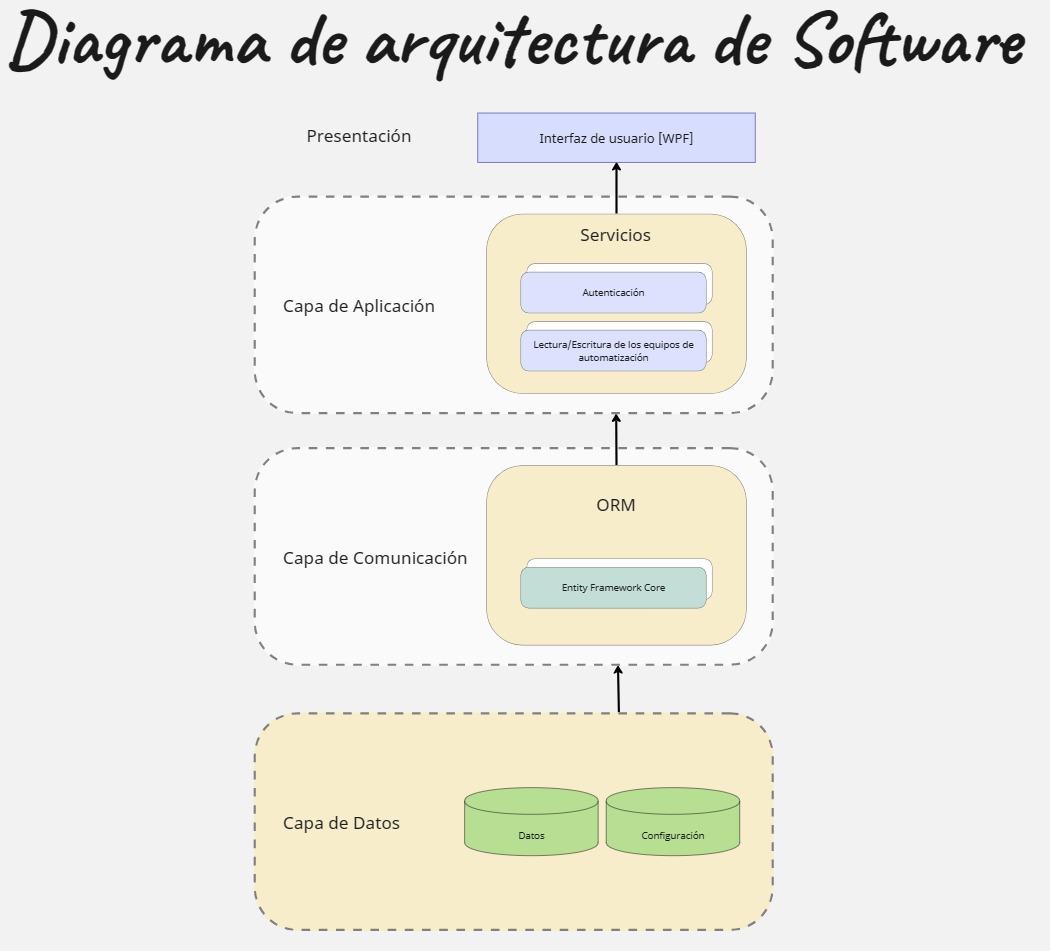 Diagrama de arquitectura de Software
Presentación
Interfaz de usuario [WPF]
Servicios
Autenticación
Capa de Aplicación
Lectura/Escritura de los equipos de
automatización
ORM
Capa de Comunicación
Entity Framework Core
Capa de Datos
Datos
Configuración